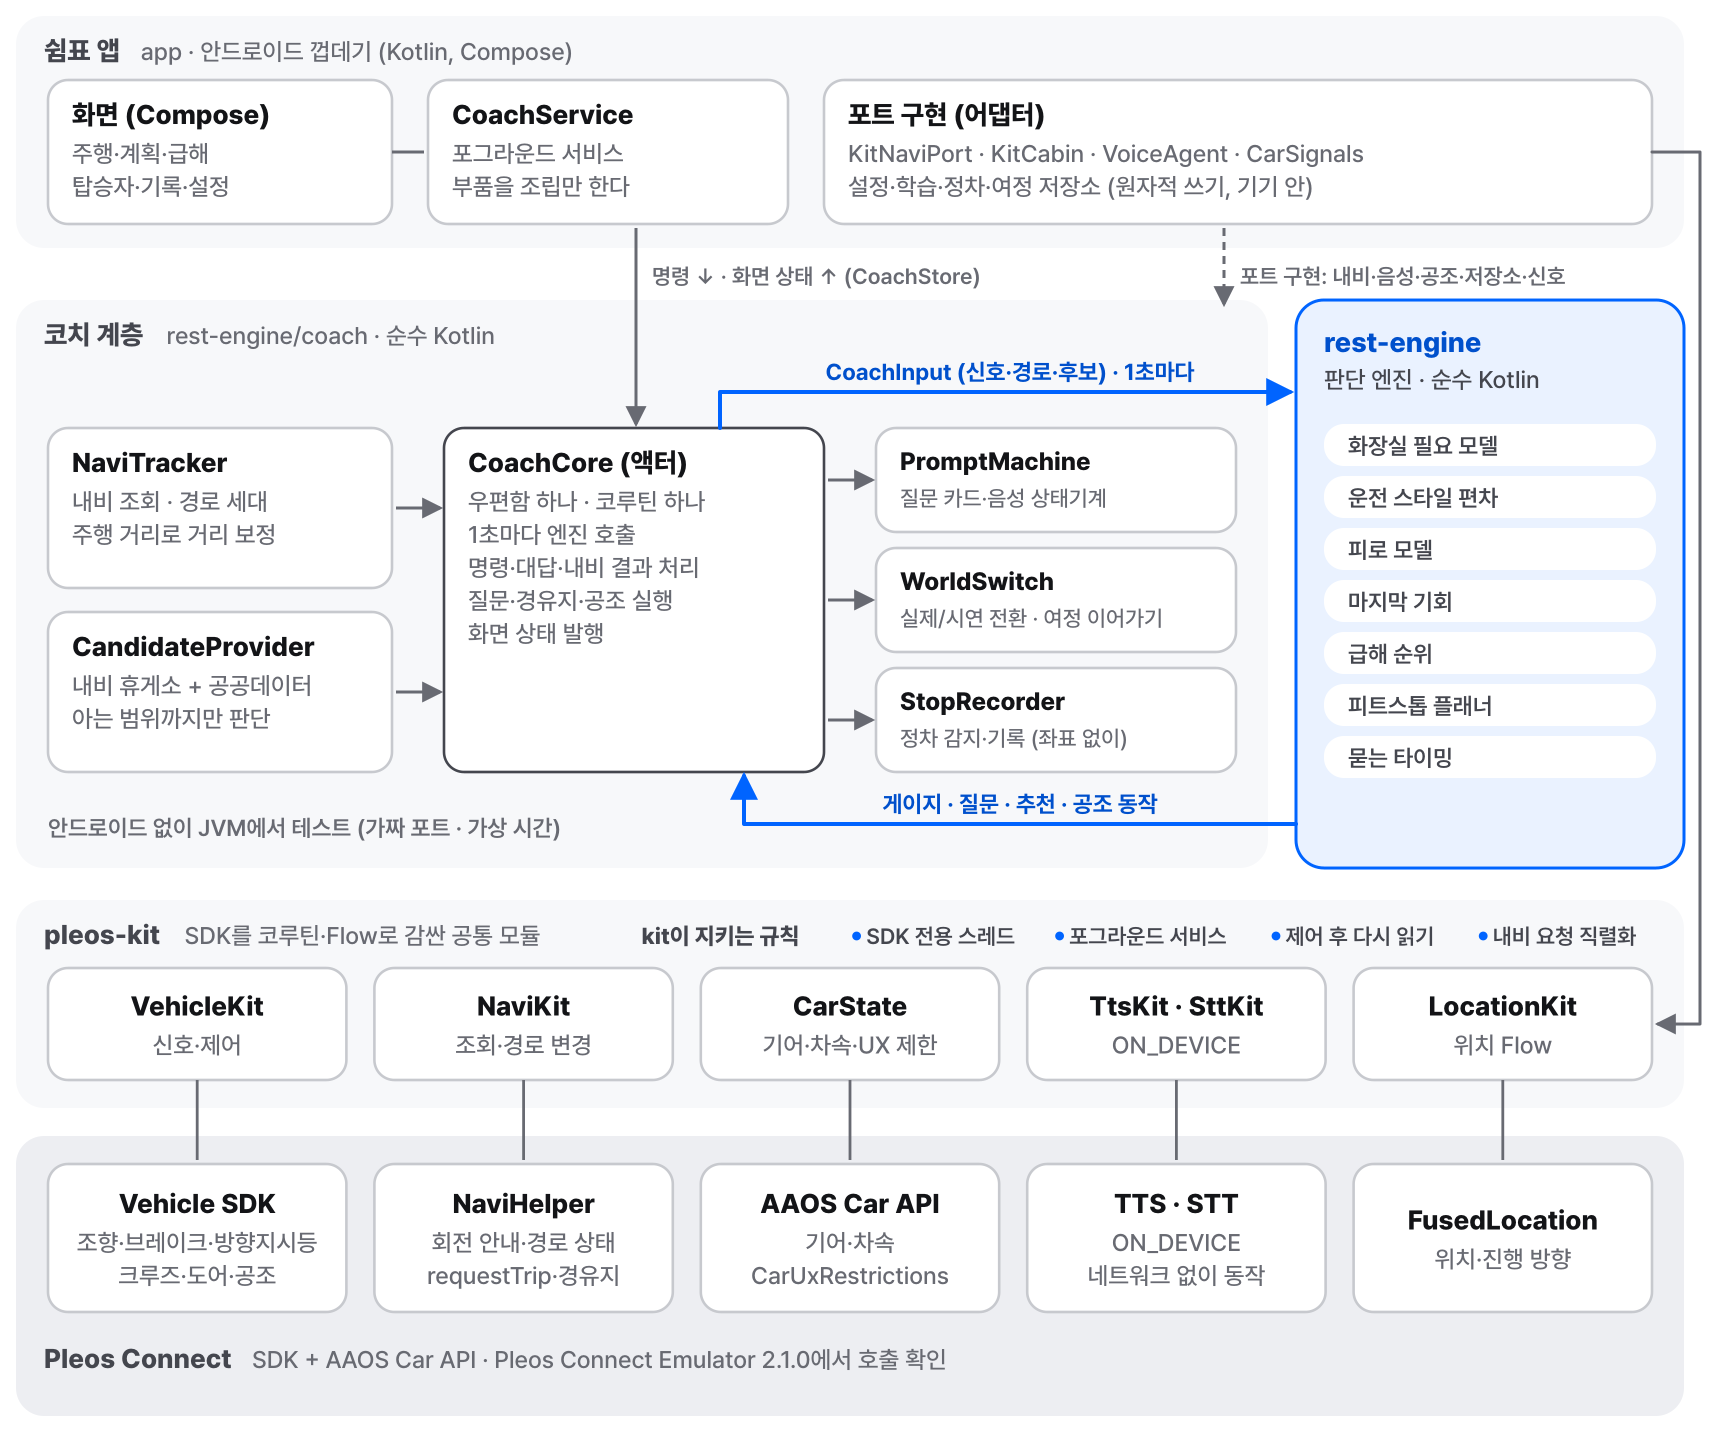 쉼표 앱 app · 안드로이드 껍데기 (Kotlin, Compose)
화면 (Compose)
주행·계획·급해
탑승자·기록·설정
CoachService
포그라운드 서비스
부품을 조립만 한다
포트 구현 (어댑터)
KitNaviPort · KitCabin · VoiceAgent · CarSignals
설정·학습·정차·여정 저장소 (원자적 쓰기, 기기 안)
명령 ↓ · 화면 상태 ↑ (CoachStore)
포트 구현: 내비·음성·공조·저장소·신호
코치 계층 rest-engine/coach · 순수 Kotlin
CoachInput (신호·경로·후보) · 1초마다
NaviTracker
내비 조회 · 경로 세대
주행 거리로 거리 보정
CandidateProvider
내비 휴게소 + 공공데이터
아는 범위까지만 판단
CoachCore (액터)
우편함 하나 · 코루틴 하나
1초마다 엔진 호출
명령·대답·내비 결과 처리
질문·경유지·공조 실행
화면 상태 발행
PromptMachine
질문 카드·음성 상태기계
WorldSwitch
실제/시연 전환 · 여정 이어가기
StopRecorder
정차 감지·기록 (좌표 없이)
게이지 · 질문 · 추천 · 공조 동작
안드로이드 없이 JVM에서 테스트 (가짜 포트 · 가상 시간)
rest-engine
판단 엔진 · 순수 Kotlin
화장실 필요 모델
운전 스타일 편차
피로 모델
마지막 기회
급해 순위
피트스톱 플래너
묻는 타이밍
pleos-kit SDK를 코루틴·Flow로 감싼 공통 모듈
kit이 지키는 규칙 • SDK 전용 스레드 • 포그라운드 서비스 • 제어 후 다시 읽기 • 내비 요청 직렬화
VehicleKit
신호·제어
NaviKit
조회·경로 변경
CarState
기어·차속·UX 제한
TtsKit · SttKit
ON_DEVICE
LocationKit
위치 Flow
Vehicle SDK
조향·브레이크·방향지시등
크루즈·도어·공조
NaviHelper
회전 안내·경로 상태
requestTrip·경유지
AAOS Car API
기어·차속
CarUxRestrictions
TTS · STT
ON_DEVICE
네트워크 없이 동작
FusedLocation
위치·진행 방향
Pleos Connect SDK + AAOS Car API · Pleos Connect Emulator 2.1.0에서 호출 확인